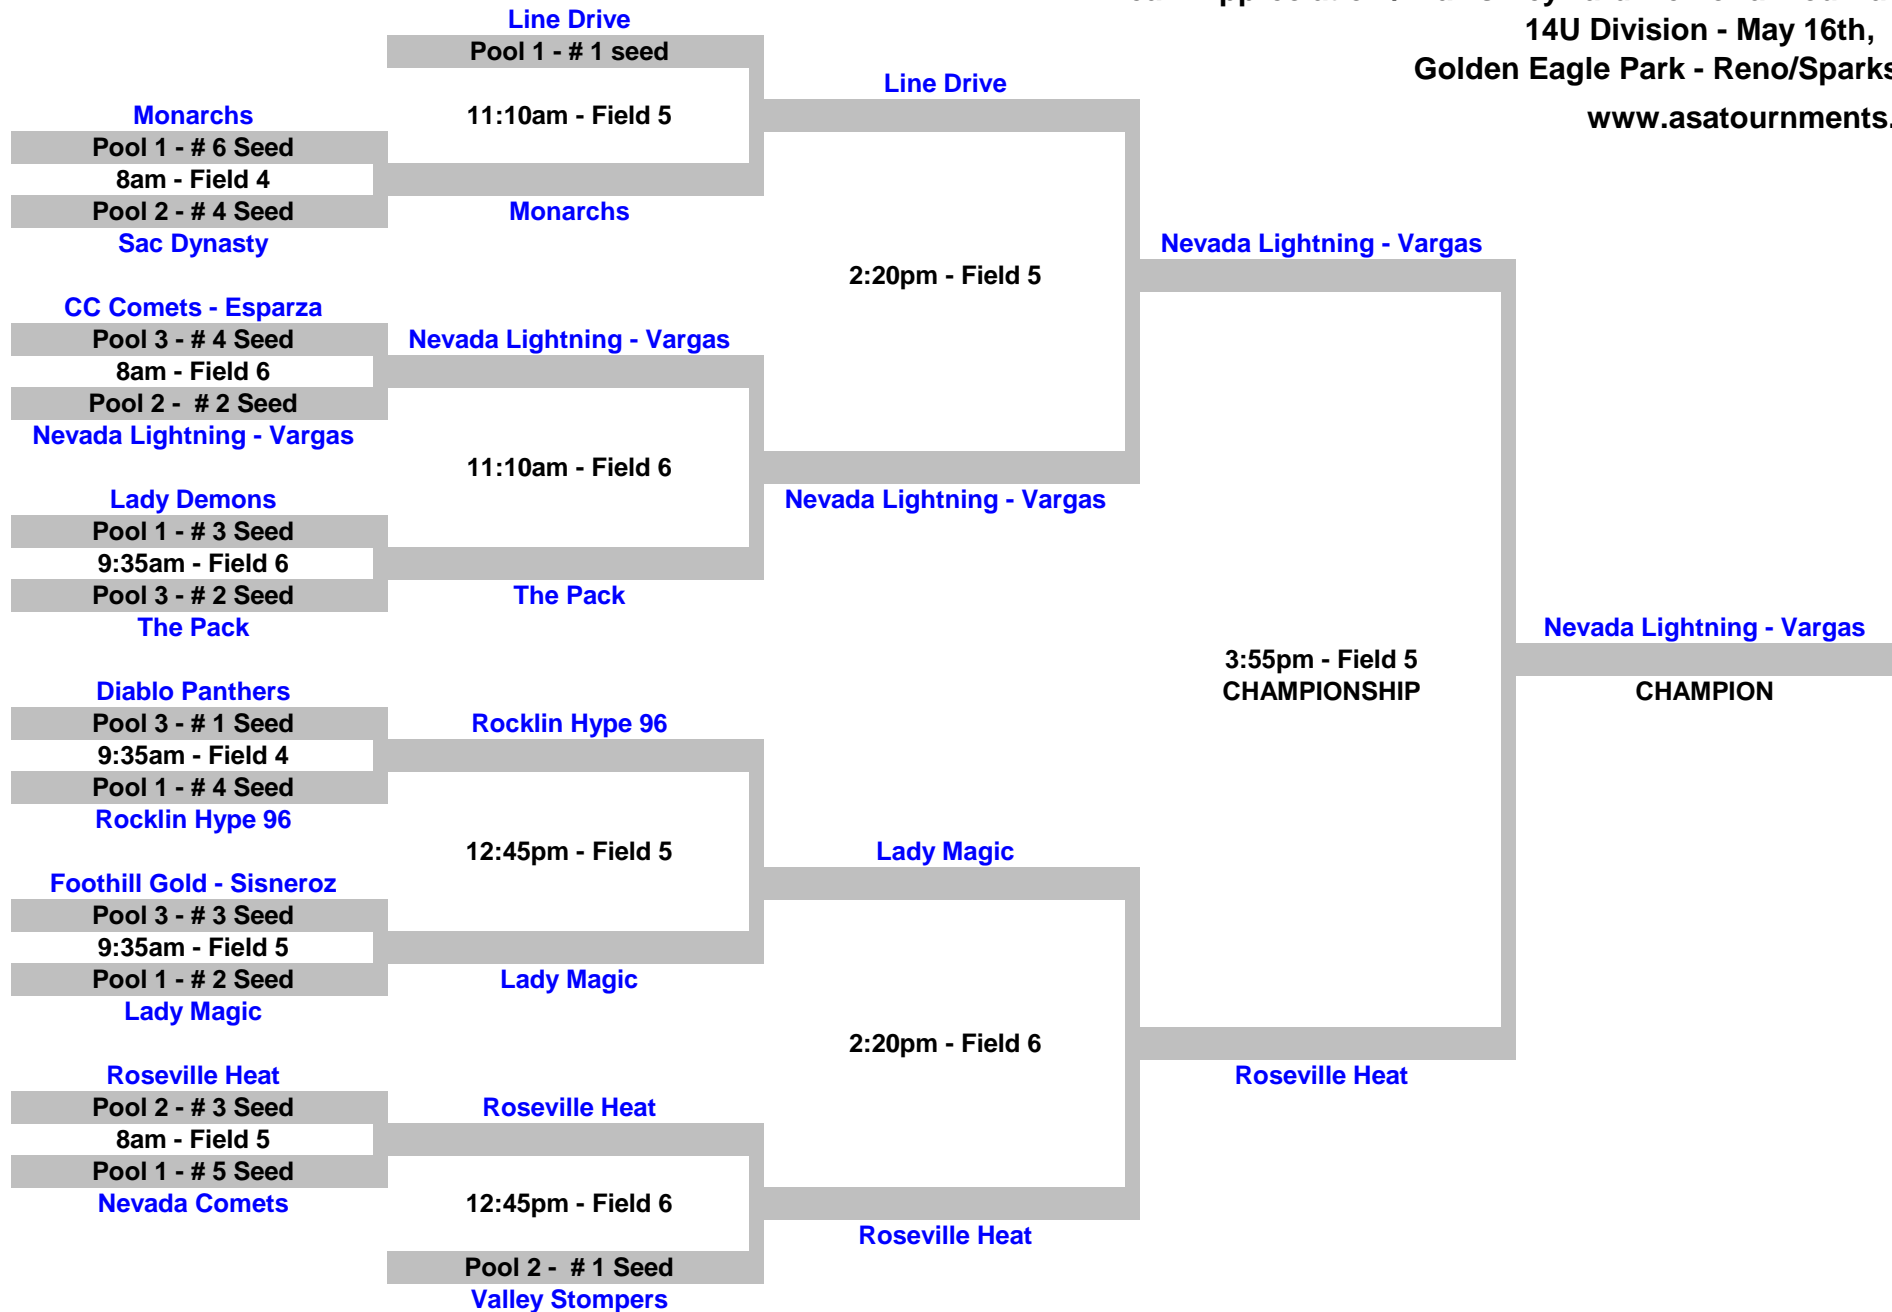 14U Division - May 16th,
Golden Eagle Park - Reno/Sparks
www.asatournments.
Line Drive
Pool 1 - # 1 seed
11:10am - Field 5
Monarchs
Pool 1 - # 6 Seed
8am - Field 4
Pool 2 - # 4 Seed
Sac Dynasty
Monarchs
Line Drive
2:20pm - Field 5
CC Comets - Esparza
Pool 3 - # 4 Seed
8am - Field 6
Pool 2 -  # 2 Seed
Nevada Lightning - Vargas
Nevada Lightning - Vargas
11:10am - Field 6
Nevada Lightning - Vargas
Lady Demons
Pool 1 - # 3 Seed
9:35am - Field 6
Pool 3 - # 2 Seed
The Pack
The Pack
Nevada Lightning - Vargas
3:55pm - Field 5
CHAMPIONSHIP
Nevada Lightning - Vargas
CHAMPION
Diablo Panthers
Pool 3 - # 1 Seed
9:35am - Field 4
Pool 1 - # 4 Seed
Rocklin Hype 96
Rocklin Hype 96
12:45pm - Field 5
Lady Magic
Foothill Gold - Sisneroz
Pool 3 - # 3 Seed
9:35am - Field 5
Pool 1 - # 2 Seed
Lady Magic
Lady Magic
2:20pm - Field 6
Roseville Heat
Roseville Heat
Pool 2 - # 3 Seed
8am - Field 5
Pool 1 - # 5 Seed
Nevada Comets
Roseville Heat
12:45pm - Field 6
Roseville Heat
Pool 2 -  # 1 Seed
Valley Stompers